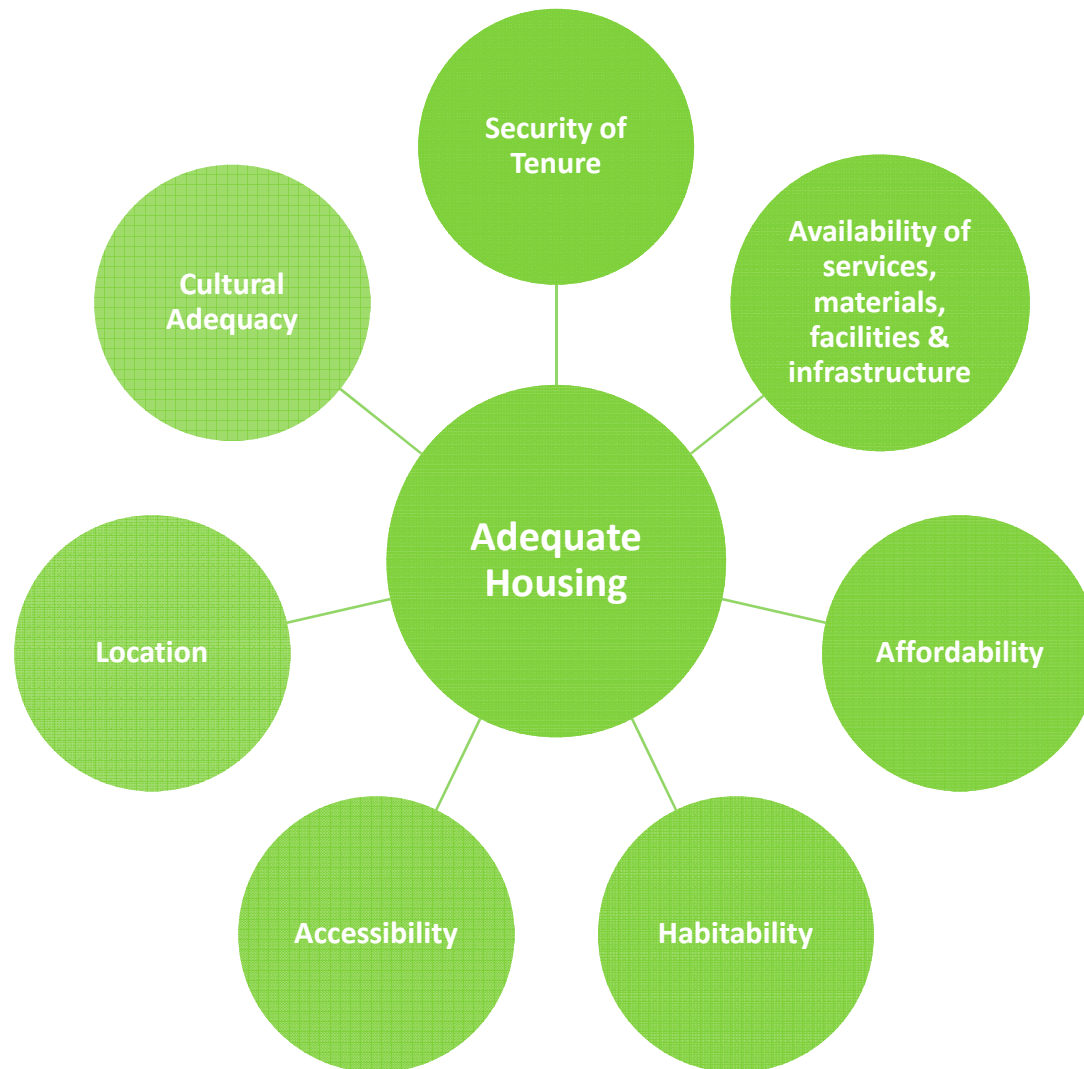 Security of
Tenure
Availability of
services,
materials,
facilities &
infrastructure
Cultural
Adequacy
Adequate
Housing
Location
Affordability
Accessibility
Habitability